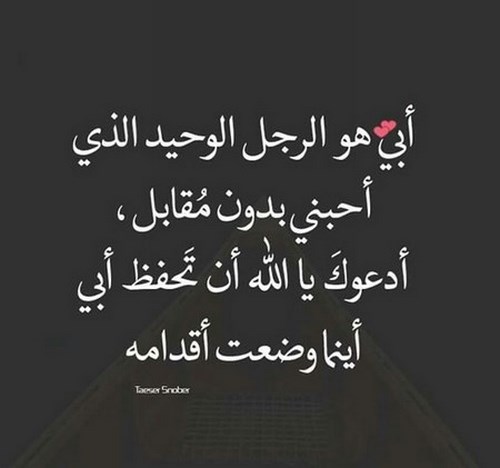 أبي💕هو الرجل الوحيد الذي
أحبني بدون مُقابل ،
أدعوكَ يا الله أن تَحفظ أبي
أينما وضعت أقدامه
Taeser Snober